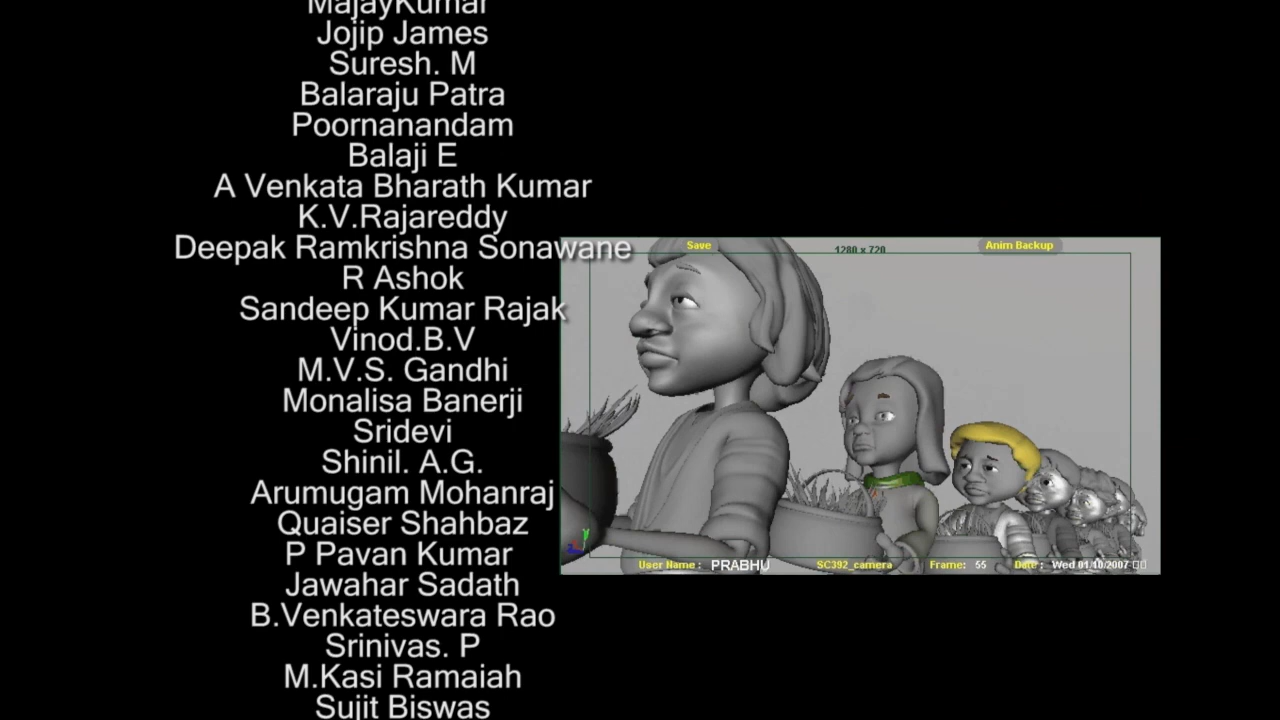 MajayKumar
Jojip James
Suresh. M
Balaraju Patra
Poornanandam
Balaji E
A Venkata Bharath Kumar
K.V.Rajareddy
Deepak Ramkrishna Sonawane
R Ashok
Sandeep Kumar Rajak
Vinod.B.V
M.V.S. Gandhi
Monalisa Banerji
Sridevi
Shinil. A.G.
Arumugam Mohanraj
Quaiser Shahbaz
P Pavan Kumar
Jawahar Sadath
B.Venkateswara Rao
Srinivas. P
M.Kasi Ramaiah
Sujit Biswas
Save 1280 x 720 Anim Backup
y
User Name : PRABHU SC392_camera Frame: 55 Date : Wed 01/10/2007